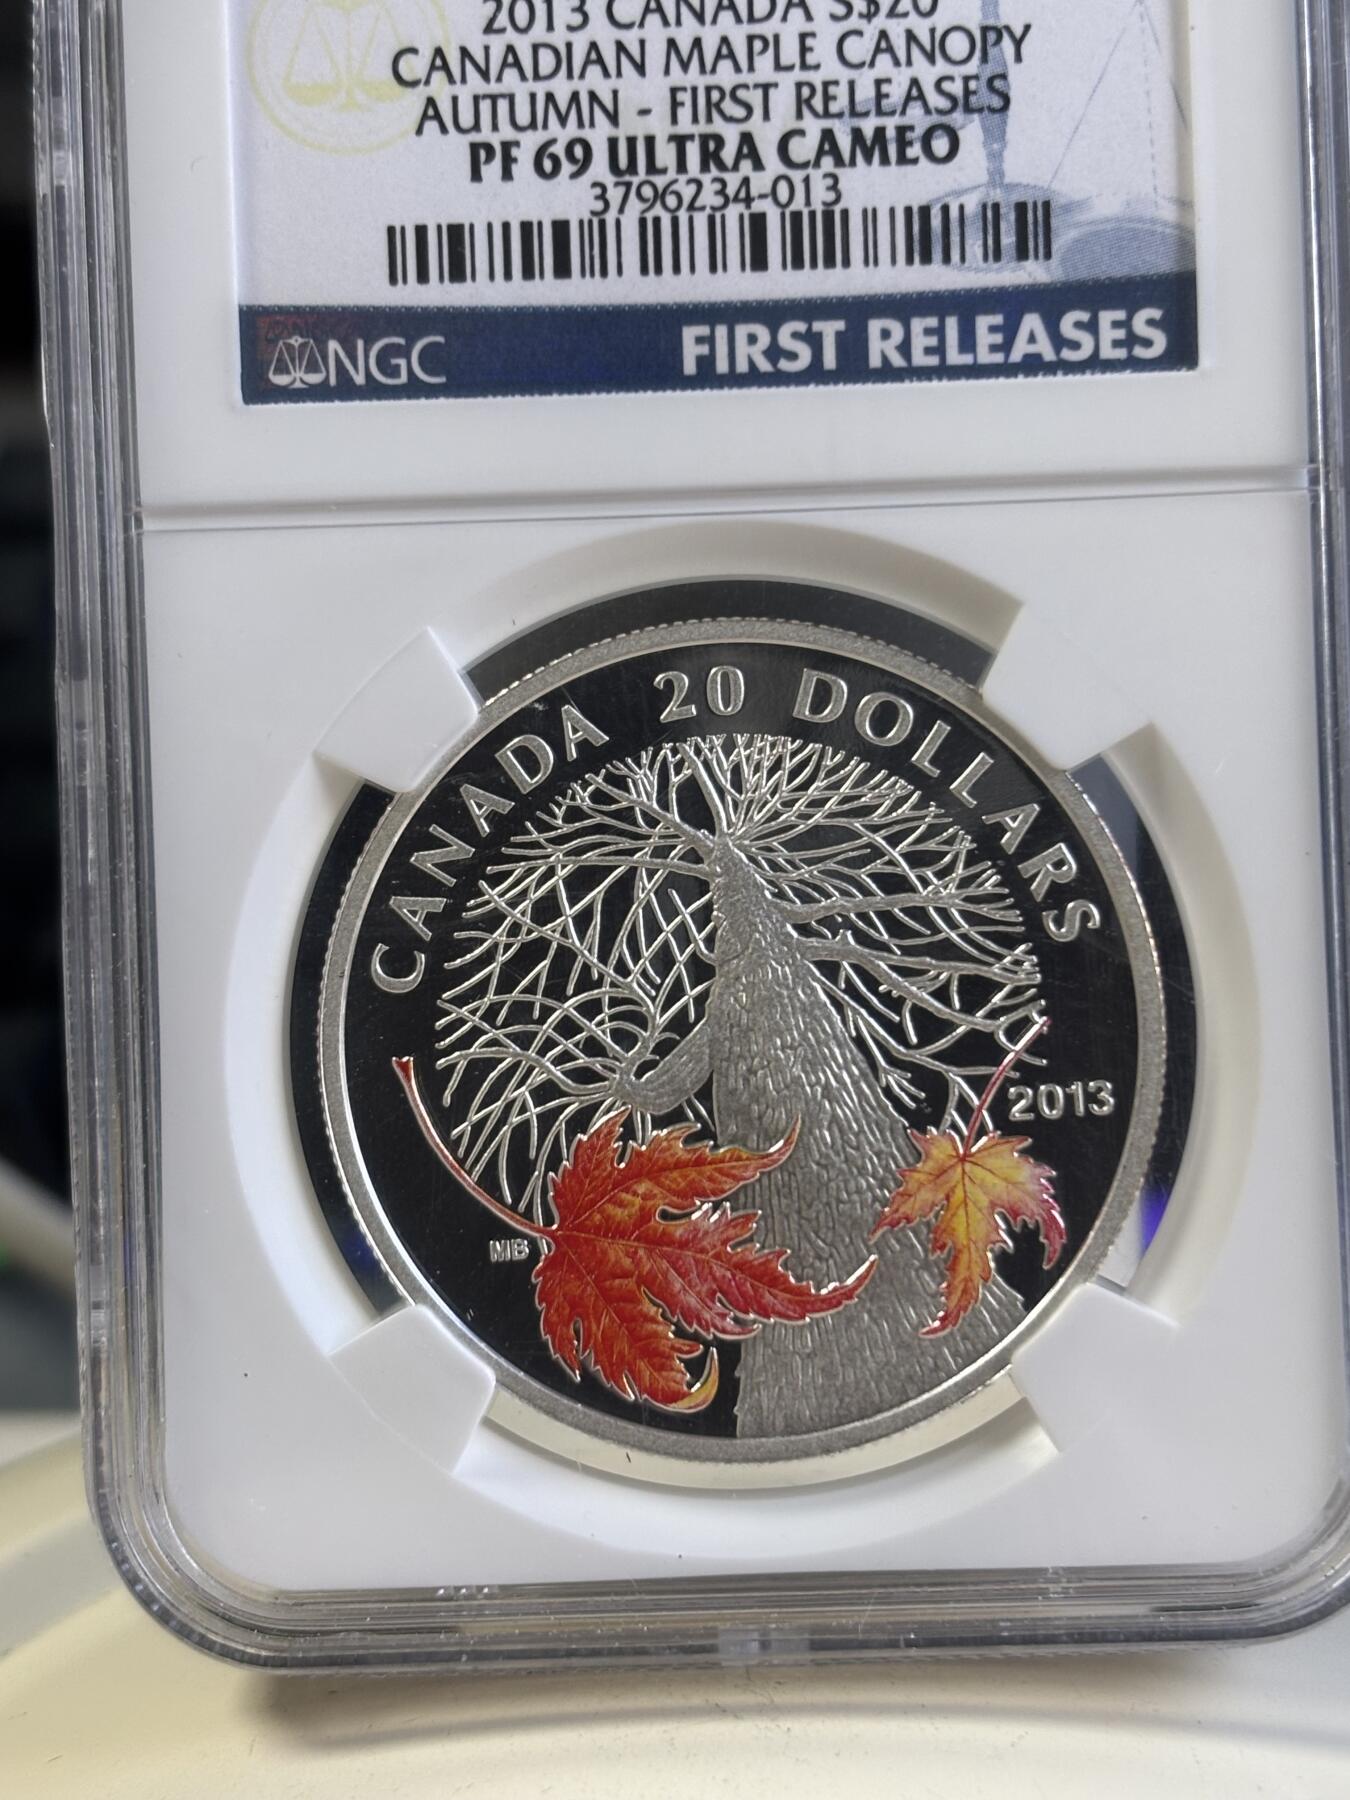 2013 CANADA S$20
CANADIAN MAPLE CANOPY
AUTUMN - FIRST RELEASES
PF 69 ULTRA CAMEO
3796234-013
NGC
FIRST RELEASES
CANADA 20 DOLLARS
2013
MB